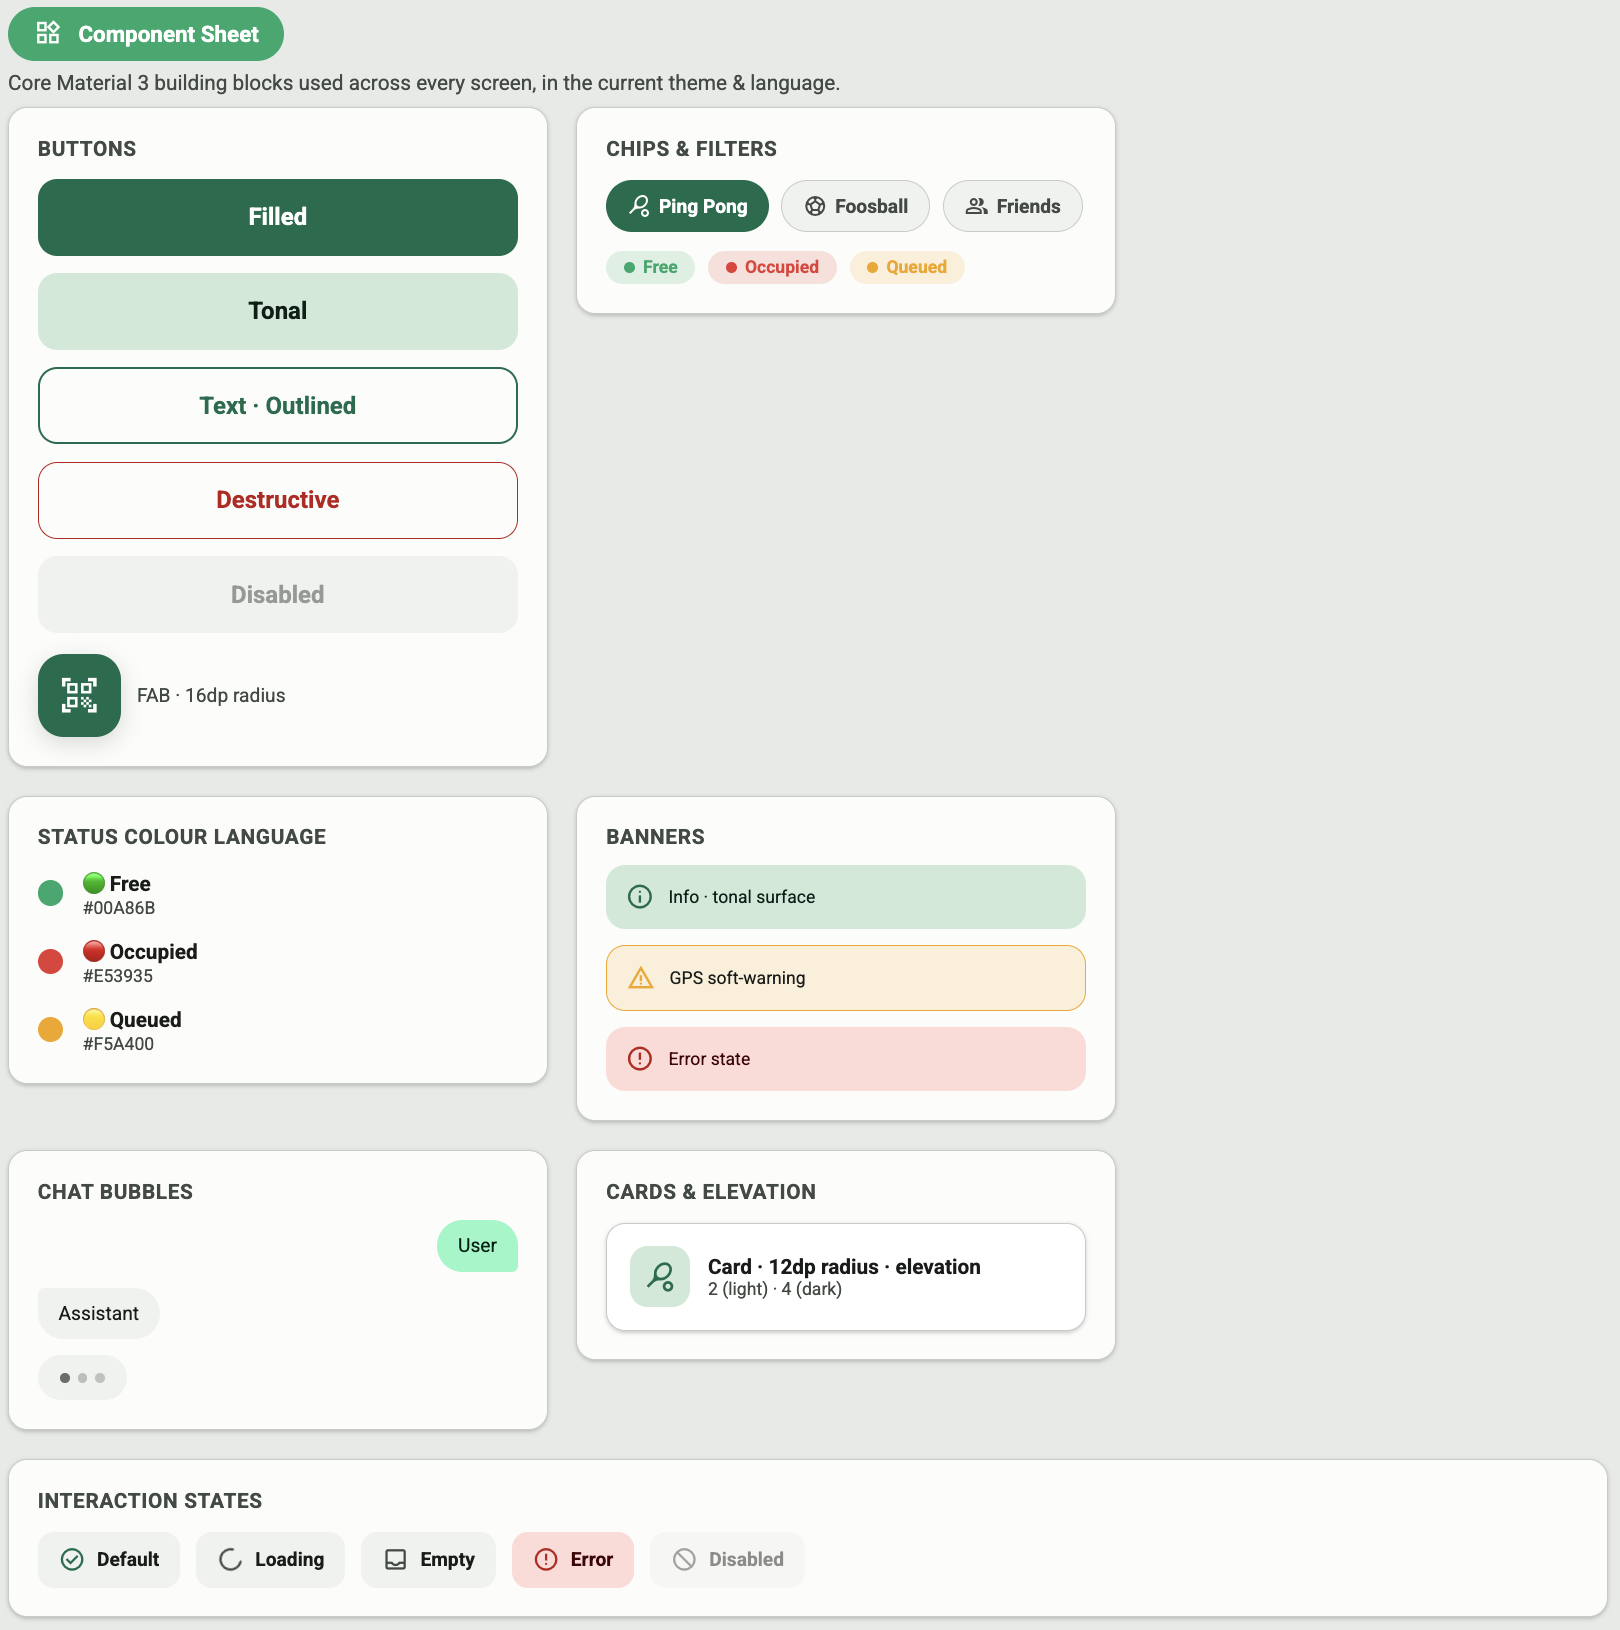 Component Sheet
Core Material 3 building blocks used across every screen, in the current theme & language.
BUTTONS
Filled
Tonal
Text · Outlined
Destructive
Disabled
FAB · 16dp radius
CHIPS & FILTERS
Ping Pong
Foosball
Friends
Free
Occupied
Queued
STATUS COLOUR LANGUAGE
Free
#00A86B
Occupied
#E53935
Queued
#F5A400
BANNERS
Info · tonal surface
GPS soft-warning
Error state
CHAT BUBBLES
User
Assistant
CARDS & ELEVATION
Card · 12dp radius · elevation
2 (light) · 4 (dark)
INTERACTION STATES
Default
Loading
Empty
Error
Disabled